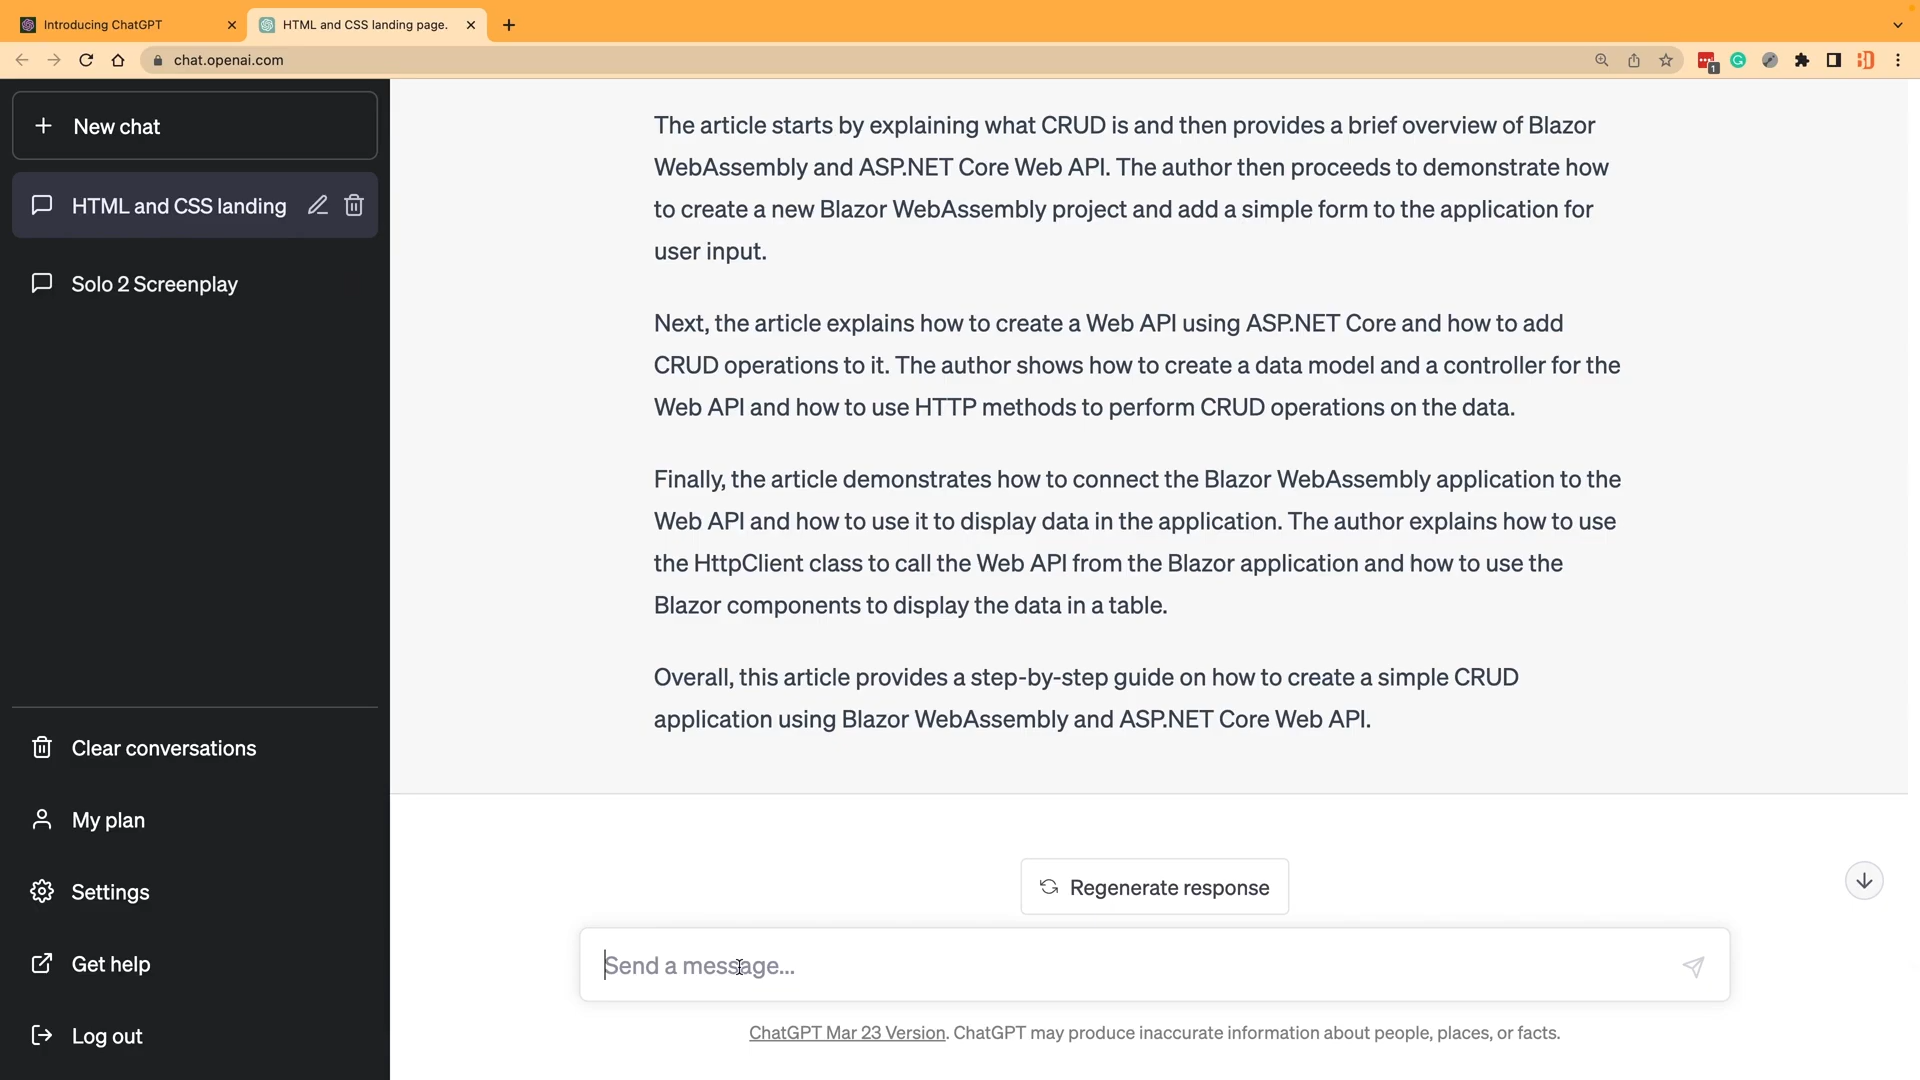 Introducing ChatGPT
HTML and CSS landing page.
chat.openai.com
1
New chat
HTML and CSS landing
Solo 2 Screenplay
Clear conversations
My plan
Settings
Get help
Log out
The article starts by explaining what CRUD is and then provides a brief overview of Blazor
WebAssembly and ASP.NET Core Web API. The author then proceeds to demonstrate how
to create a new Blazor WebAssembly project and add a simple form to the application for
user input.
Next, the article explains how to create a Web API using ASP.NET Core and how to add
CRUD operations to it. The author shows how to create a data model and a controller for the
Web API and how to use HTTP methods to perform CRUD operations on the data.
Finally, the article demonstrates how to connect the Blazor WebAssembly application to the
Web API and how to use it to display data in the application. The author explains how to use
the HttpClient class to call the Web API from the Blazor application and how to use the
Blazor components to display the data in a table.
Overall, this article provides a step-by-step guide on how to create a simple CRUD
application using Blazor WebAssembly and ASP.NET Core Web API.
Regenerate response
Send a message...
ChatGPT Mar 23 Version. ChatGPT may produce inaccurate information about people, places, or facts.